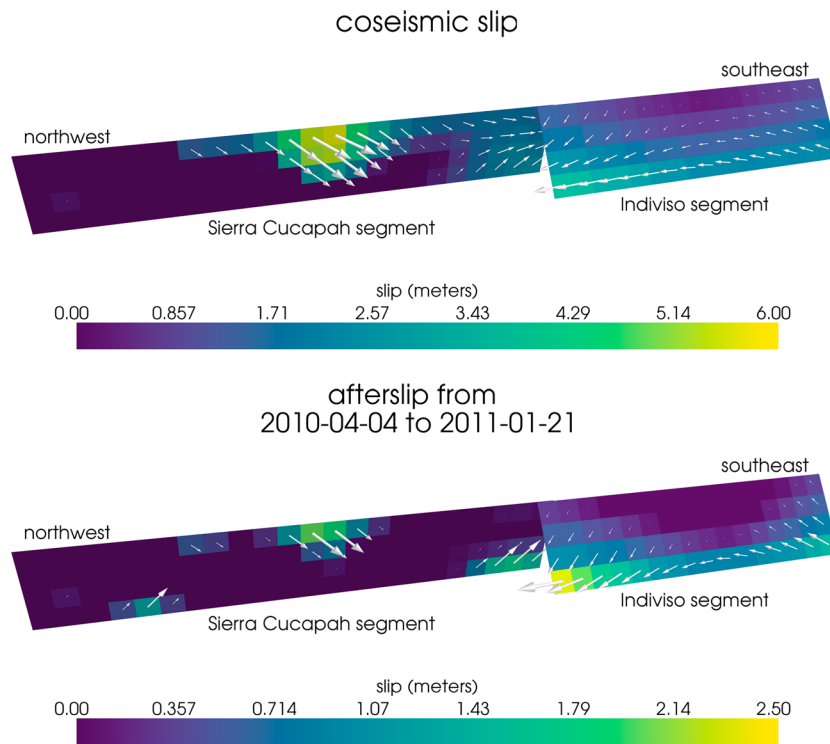 coseismic slip
southeast
northwest
Sierra Cucapah segment
Indiviso segment
slip (meters)
0.00 0.857 1.71 2.57 3.43 4.29 5.14 6.00
afterslip from
2010-04-04 to 2011-01-21
southeast
northwest
Sierra Cucapah segment
Indiviso segment
slip (meters)
0.00 0.357 0.714 1.07 1.43 1.79 2.14 2.50